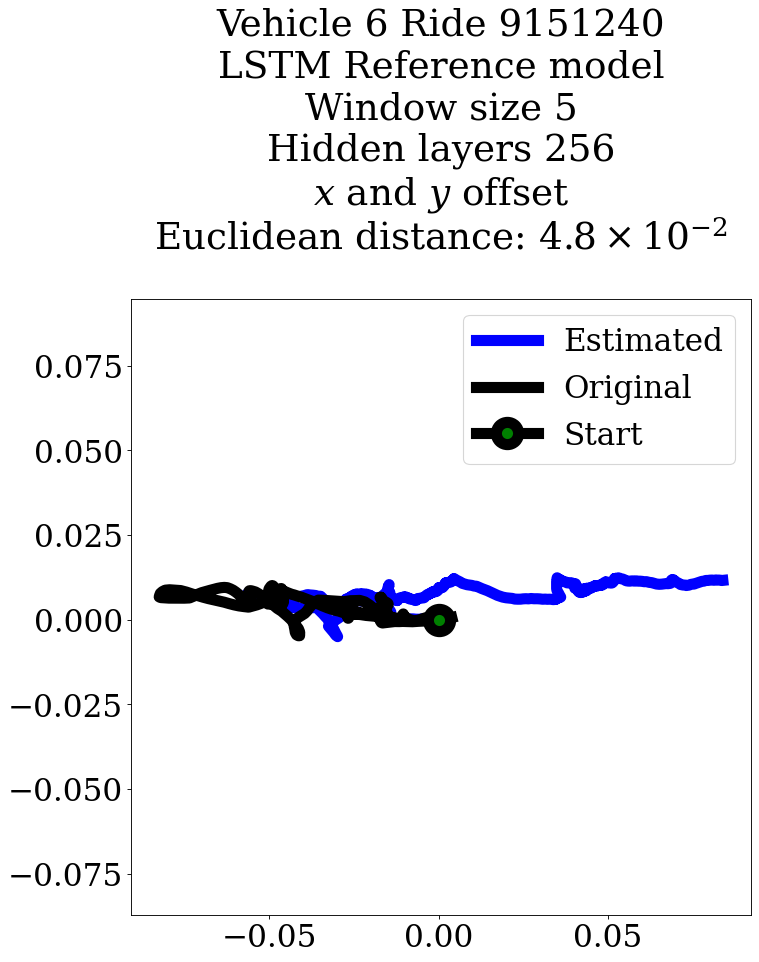 Vehicle 6 Ride 9151240
LSTM Reference model
Window size 5
Hidden layers 256
x and y offset
Euclidean distance: 4.8 × 10⁻²
Estimated
Original
Start
0.075
0.050
0.025
0.000
−0.025
−0.050
−0.075
−0.05
0.00
0.05